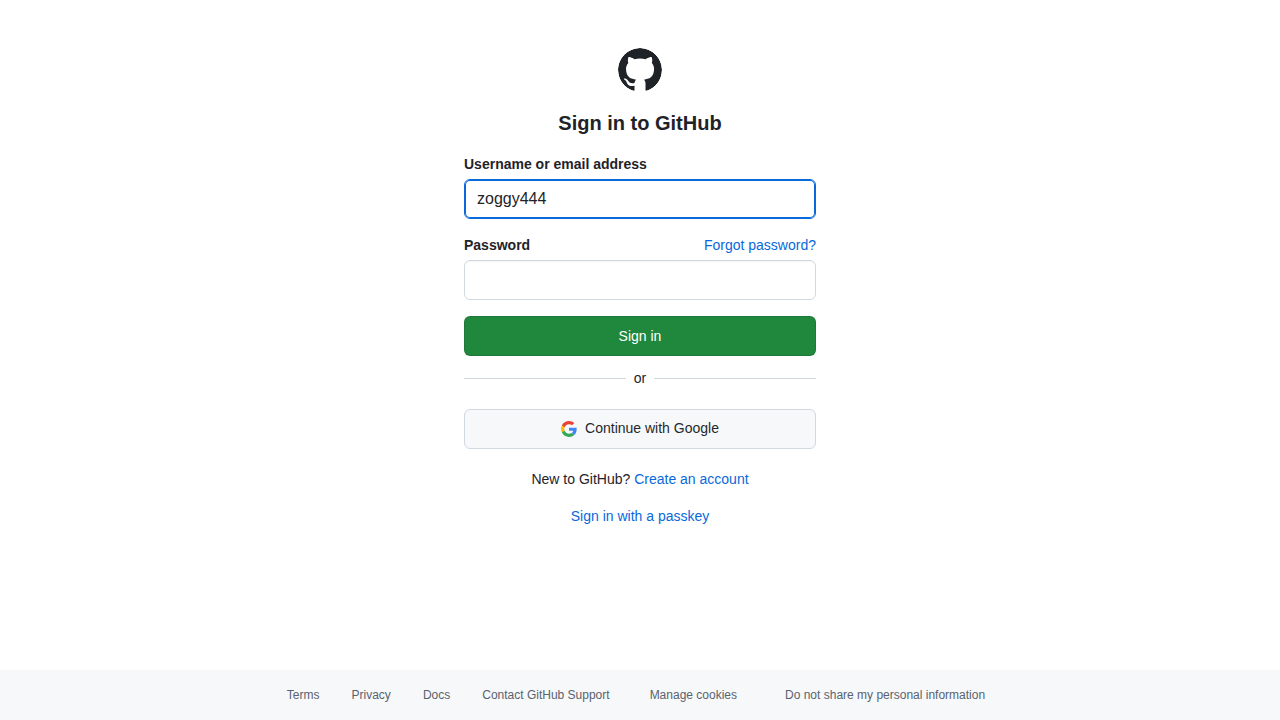 Sign in to GitHub
Username or email address
zoggy444
Password Forgot password?
Sign in
or
Continue with Google
New to GitHub? Create an account
Sign in with a passkey
Terms Privacy Docs Contact GitHub Support Manage cookies Do not share my personal information